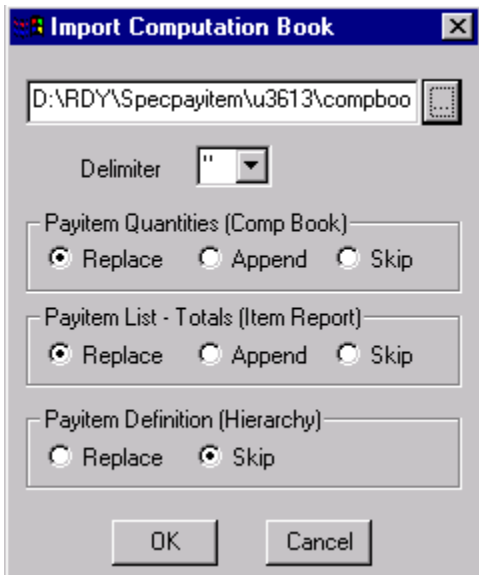 Import Computation Book
D:\RDY\Specpayitem\u3613\compboo
...
Delimiter "
Payitem Quantities (Comp Book)
Replace Append Skip
Payitem List - Totals (Item Report)
Replace Append Skip
Payitem Definition (Hierarchy)
Replace Skip
OK Cancel